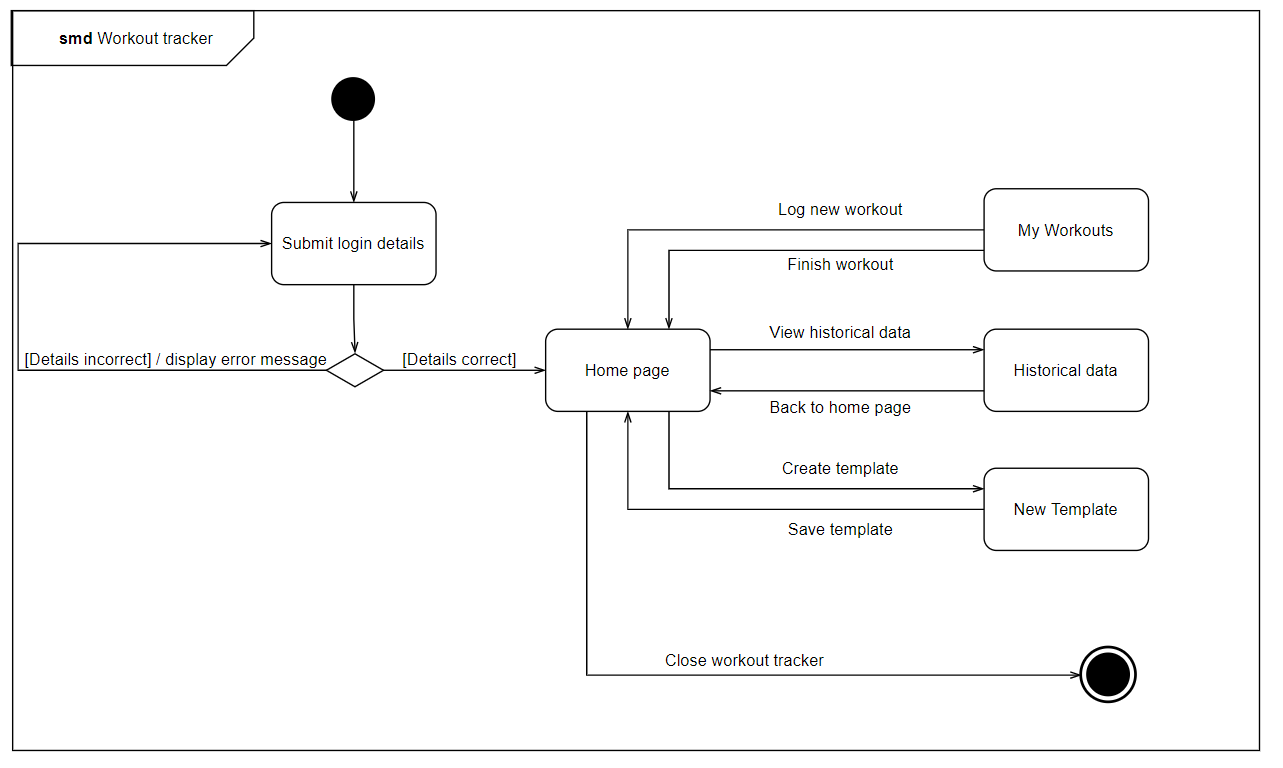 smd Workout tracker
Submit login details
[Details incorrect] / display error message
[Details correct]
Home page
Log new workout
Finish workout
My Workouts
View historical data
Back to home page
Historical data
Create template
Save template
New Template
Close workout tracker